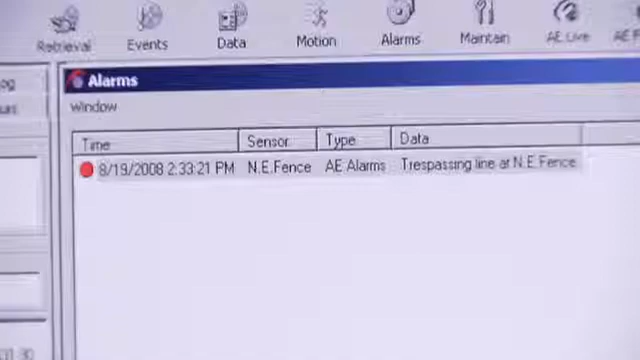 Retrieval Events Data Motion Alarms Maintain AE Live
Alarms
Window
Time Sensor Type Data
8/19/2008 2:33:21 PM N.E.Fence AE Alarms Trespassing line at N.E.Fence